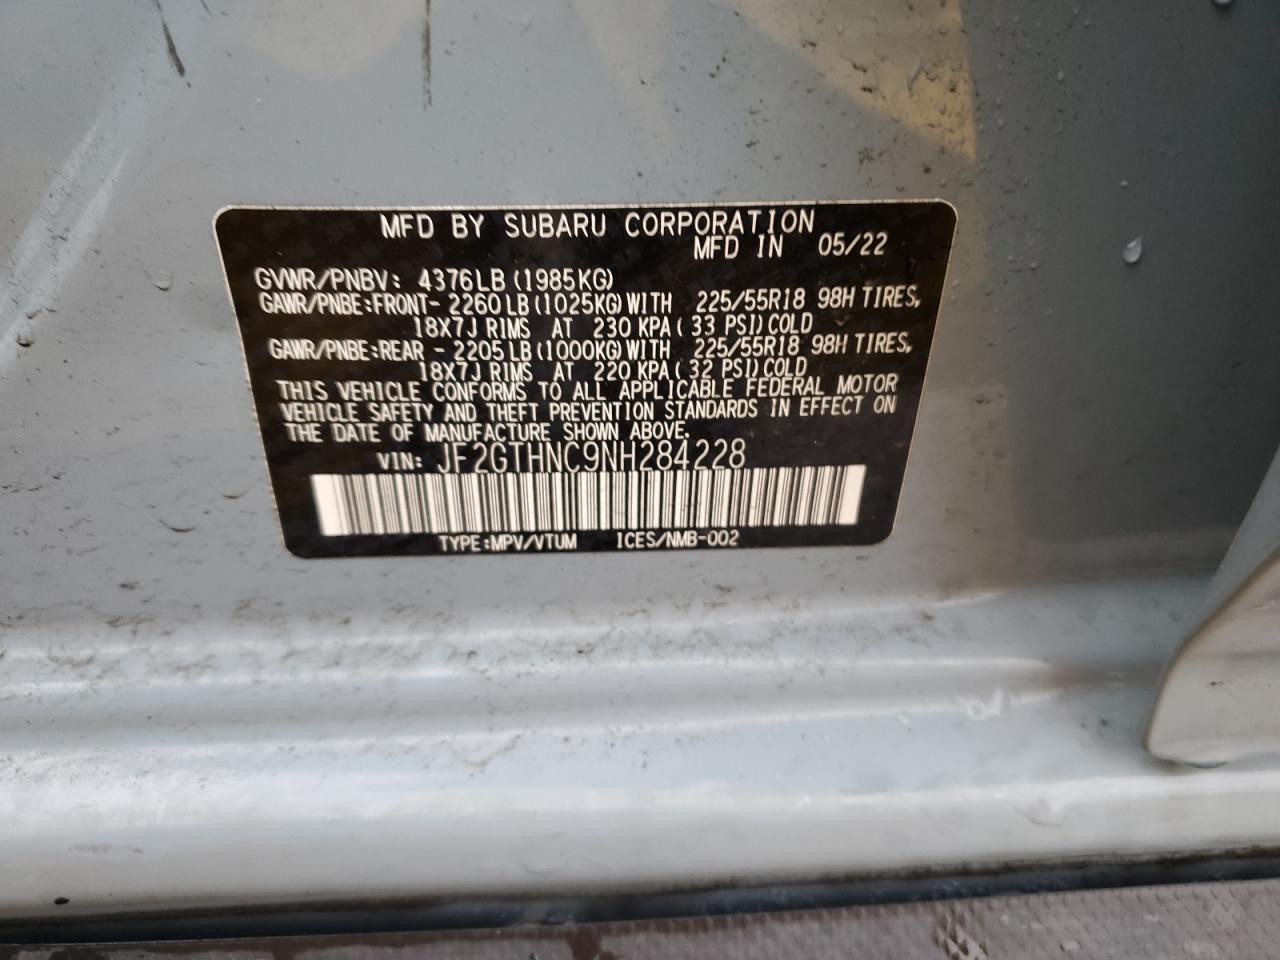 MFD BY SUBARU CORPORATION
MFD IN 05/22
GVWR/PNBV: 4376LB (1985KG)
GAWR/PNBE:FRONT- 2260LB (1025KG) WITH 225/55R18 98H TIRES,
18X7J RIMS AT 230 KPA ( 33 PSI) COLD
GAWR/PNBE:REAR - 2205LB (1000KG) WITH 225/55R18 98H TIRES,
18X7J RIMS AT 220 KPA ( 32 PSI) COLD
THIS VEHICLE CONFORMS TO ALL APPLICABLE FEDERAL MOTOR
VEHICLE SAFETY AND THEFT PREVENTION STANDARDS IN EFFECT ON
THE DATE OF MANUFACTURE SHOWN ABOVE.
VIN: JF2GTHNC9NH284228
TYPE:MPV/VTUM ICES/NMB-002